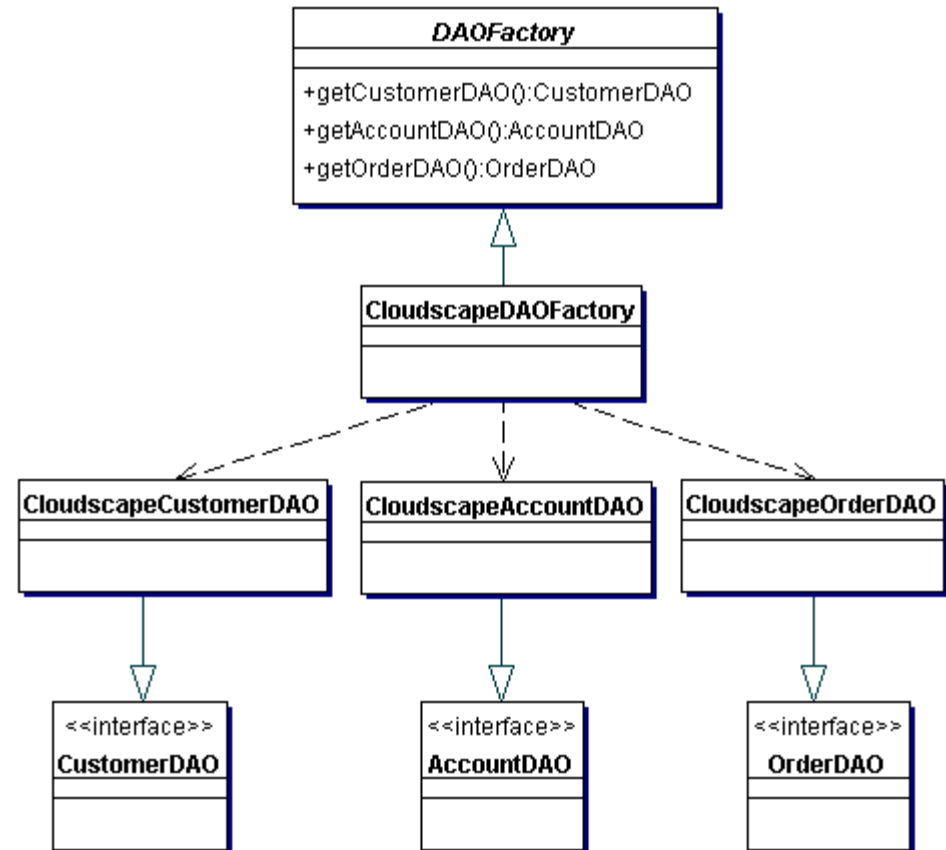 DAOFactory
+getCustomerDAO():CustomerDAO
+getAccountDAO():AccountDAO
+getOrderDAO():OrderDAO
CloudscapeDAOFactory
CloudscapeCustomerDAO
CloudscapeAccountDAO
CloudscapeOrderDAO
<<interface>>
CustomerDAO
<<interface>>
AccountDAO
<<interface>>
OrderDAO